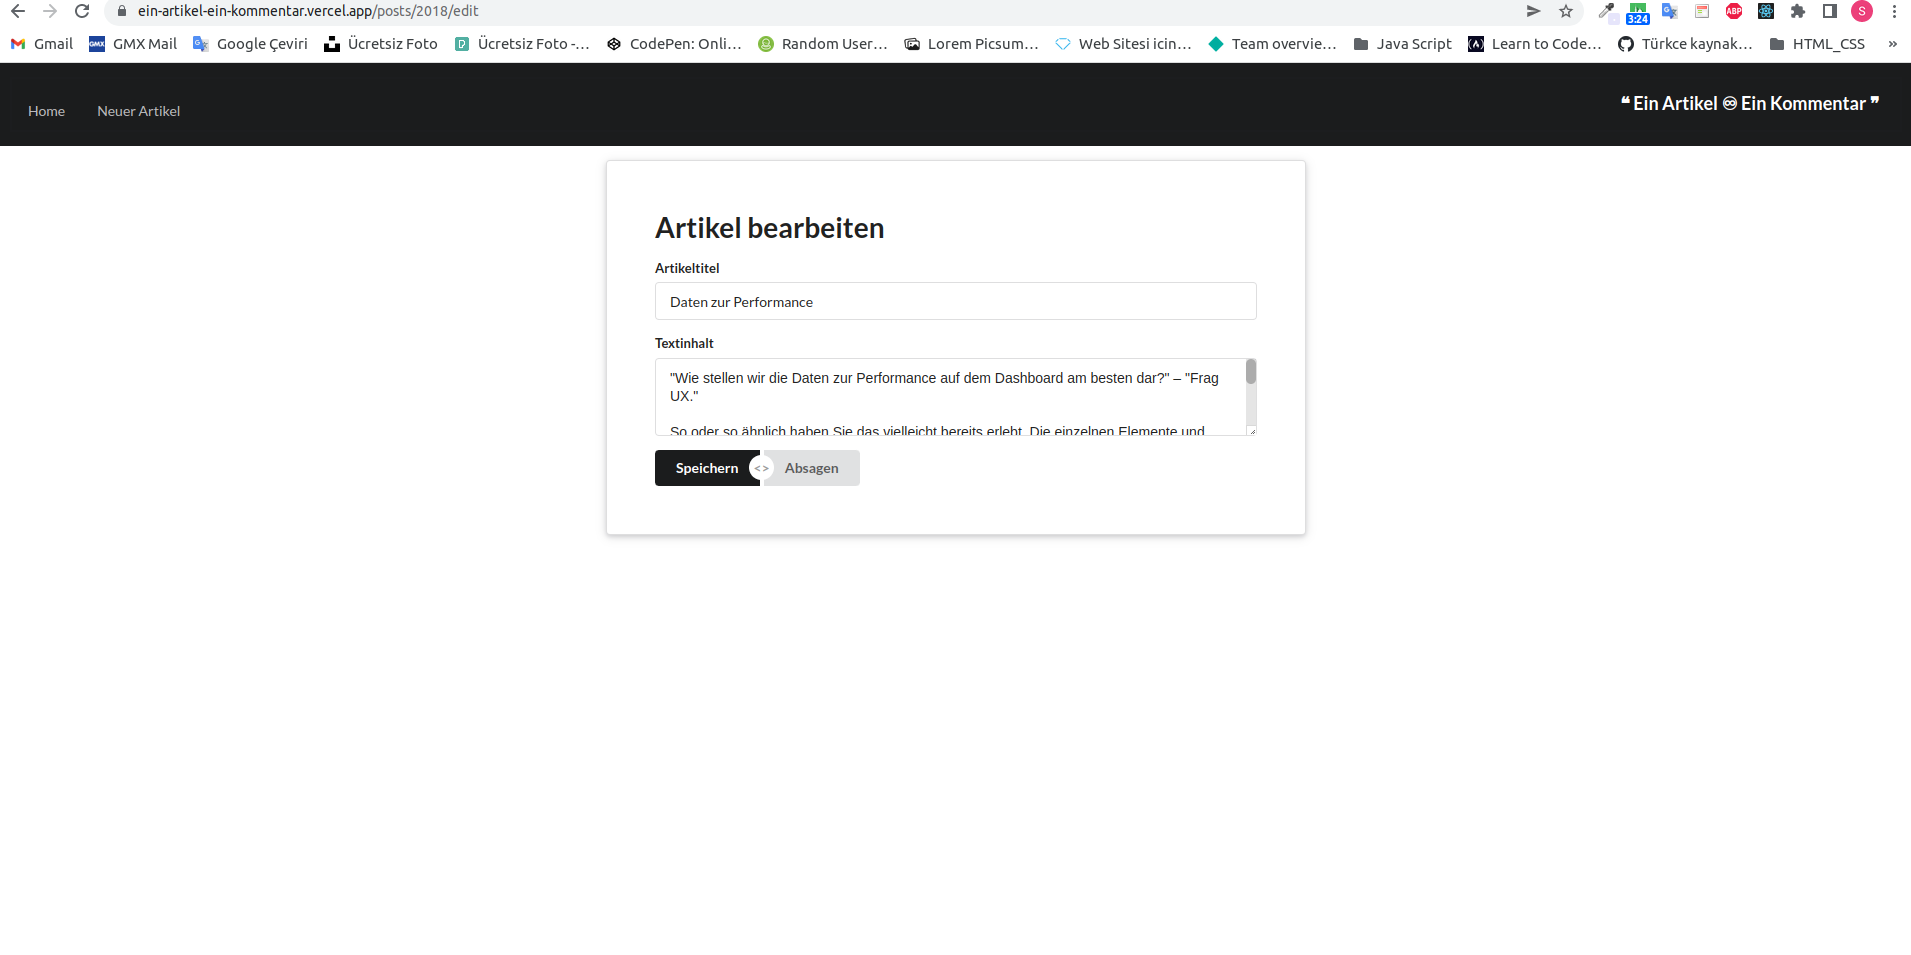 ein-artikel-ein-kommentar.vercel.app/posts/2018/edit
3:24 ABP S
Gmail GMX GMX Mail Google Çeviri Ücretsiz Foto Ücretsiz Foto -... CodePen: Onli... Random User... Lorem Picsum... Web Sitesi icin... Team overvie... Java Script Learn to Code... Türkce kaynak... HTML_CSS »
Home Neuer Artikel ❝ Ein Artikel ♾ Ein Kommentar ❞
Artikel bearbeiten
Artikeltitel
Daten zur Performance
Textinhalt
"Wie stellen wir die Daten zur Performance auf dem Dashboard am besten dar?" – "Frag
UX."
So oder so ähnlich haben Sie das vielleicht bereits erlebt. Die einzelnen Elemente und
Speichern <> Absagen